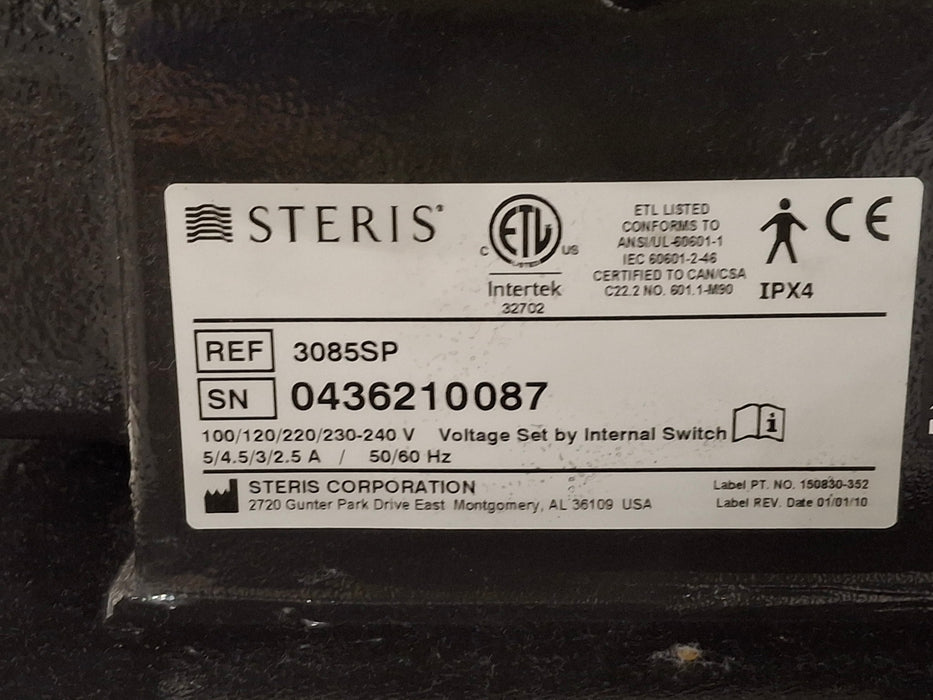 STERIS®
C ETL US
LISTED
Intertek
32702
ETL LISTED
CONFORMS TO
ANSI/UL-60601-1
IEC 60601-2-46
CERTIFIED TO CAN/CSA
C22.2 NO. 601.1-M90
IPX4
CE
REF 3085SP
SN 0436210087
100/120/220/230-240 V Voltage Set by Internal Switch i
5/4.5/3/2.5 A / 50/60 Hz
STERIS CORPORATION
2720 Gunter Park Drive East Montgomery, AL 36109 USA
Label PT. NO. 150830-352
Label REV. Date 01/01/10